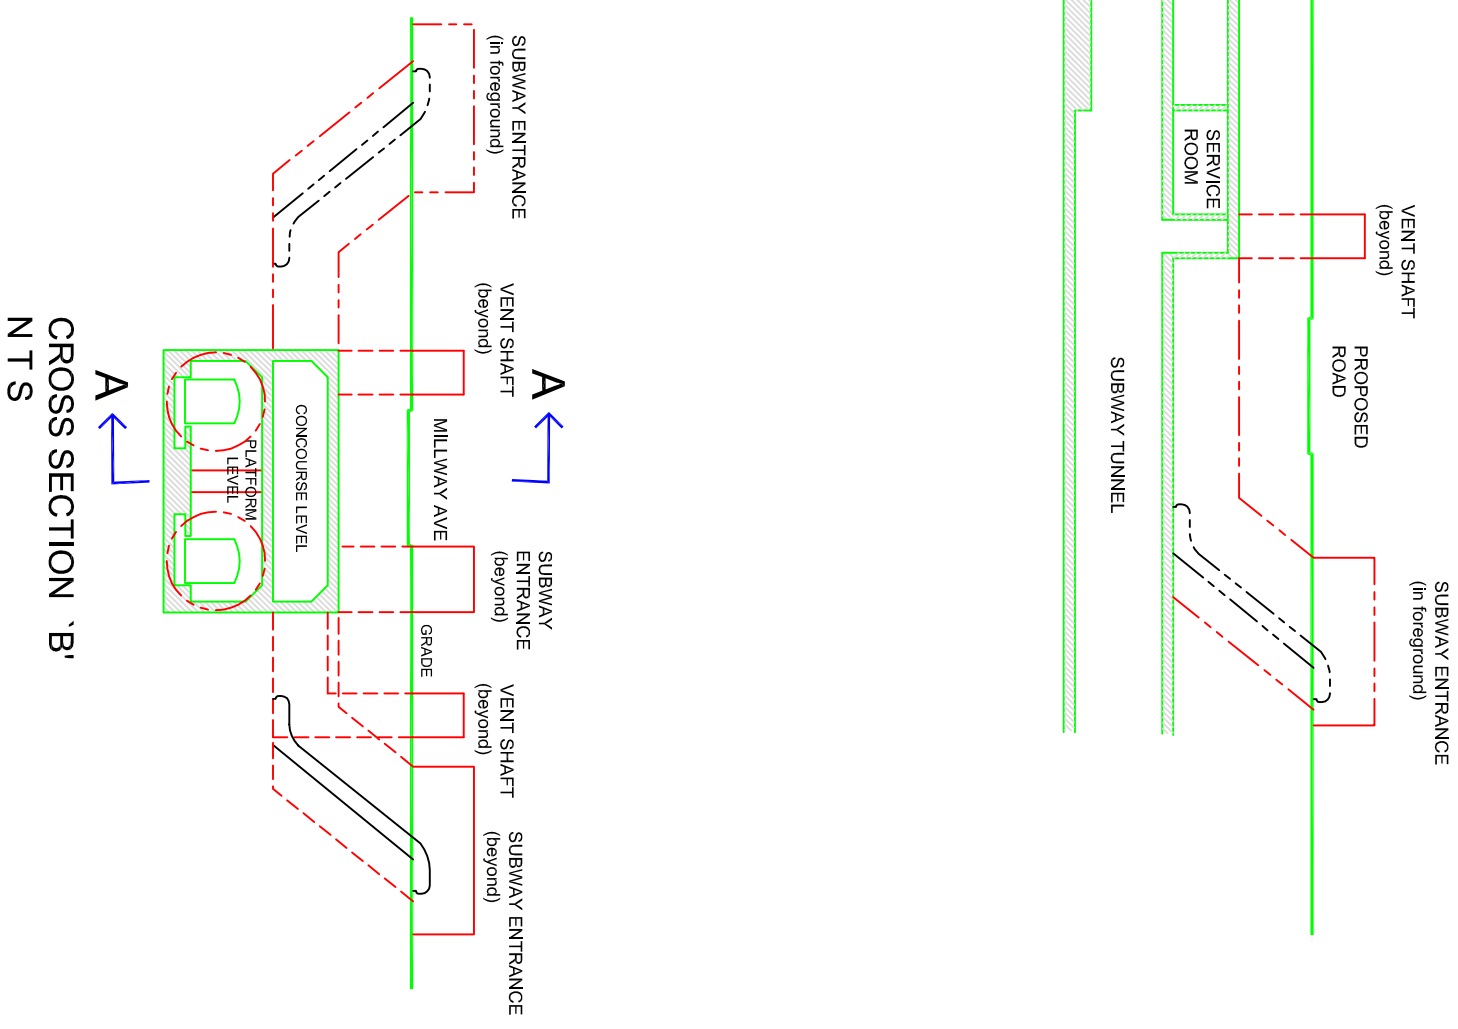 SUBWAY ENTRANCE
(in foreground)
VENT SHAFT
(beyond)
A
A
MILLWAY AVE
CONCOURSE LEVEL
PLATFORM
LEVEL
SUBWAY
ENTRANCE
(beyond)
GRADE
VENT SHAFT
(beyond)
SUBWAY ENTRANCE
(beyond)
CROSS SECTION `B'
N T S
SERVICE
ROOM
VENT SHAFT
(beyond)
PROPOSED
ROAD
SUBWAY TUNNEL
SUBWAY ENTRANCE
(in foreground)